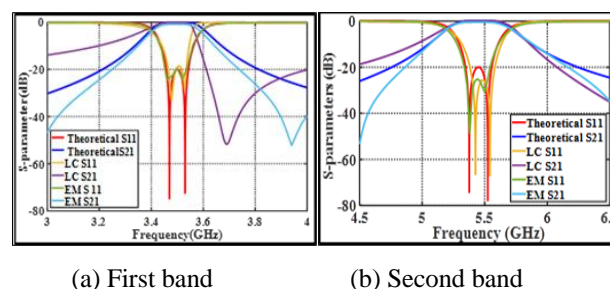 S-parameter (dB)
0
-20
-40
-60
-80
Theoretical S11
TheoreticalS21
LC S11
LC S21
EM S 11
EM S21
3
3.2
3.4
3.6
3.8
4
Frequency(GHz)
S-parameters (dB)
0
-20
-40
-60
-80
Theoretical S11
Theoretical S21
LC S11
LC S21
EM S11
EM S21
4.5
5
5.5
6
Frequency (GHz)
(a) First band
(b) Second band